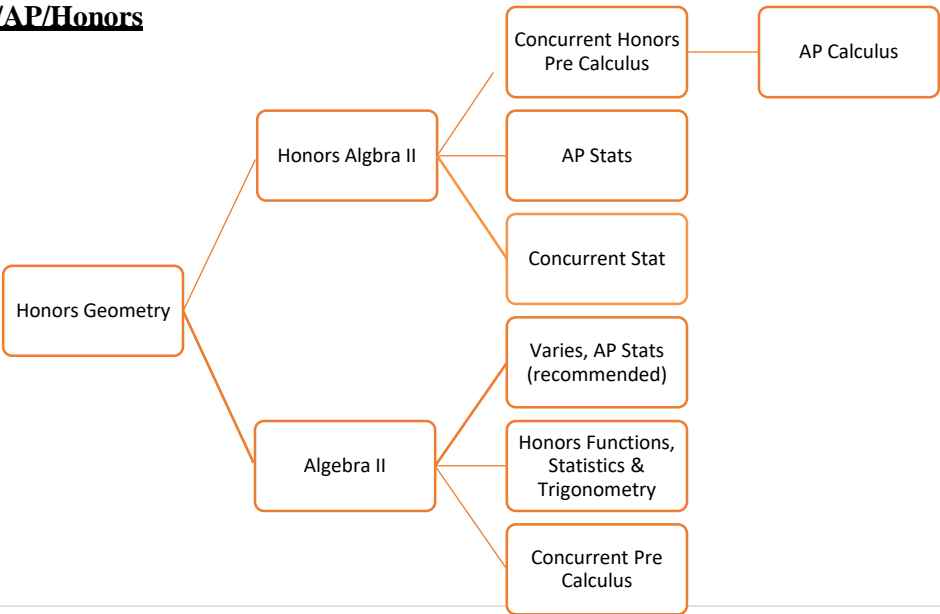 /AP/Honors
Concurrent Honors
Pre Calculus
AP Calculus
Honors Algbra II
AP Stats
Concurrent Stat
Honors Geometry
Varies, AP Stats
(recommended)
Algebra II
Honors Functions,
Statistics &
Trigonometry
Concurrent Pre
Calculus